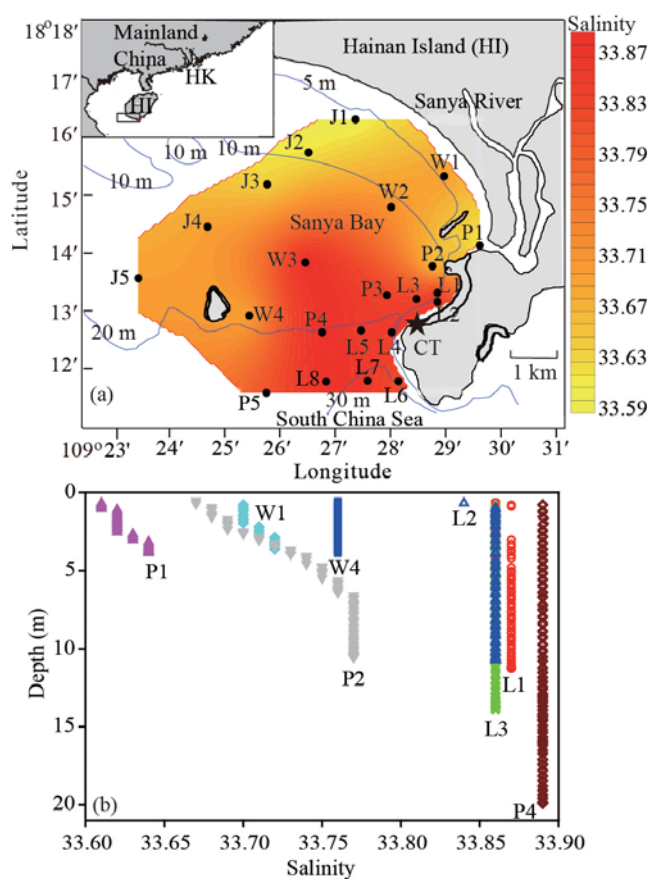 18°18′
17′
16′
15′
14′
13′
12′
Latitude
Mainland
China
HK
HI
Hainan Island (HI)
Sanya River
5 m
10 m
10 m
10 m
20 m
30 m
J1
J2
J3
J4
J5
W1
W2
W3
W4
Sanya Bay
P1
P2
P3
P4
P5
L3
L1
L2
L5
L4
L8
L7
L6
CT
1 km
(a)
South China Sea
109°23′ 24′ 25′ 26′ 27′ 28′ 29′ 30′ 31′
Longitude
Salinity
33.87
33.83
33.79
33.75
33.71
33.67
33.63
33.59
0
5
10
15
20
Depth (m)
P1
W1
P2
W4
L2
L1
L3
P4
(b)
33.60 33.65 33.70 33.75 33.80 33.85 33.90
Salinity